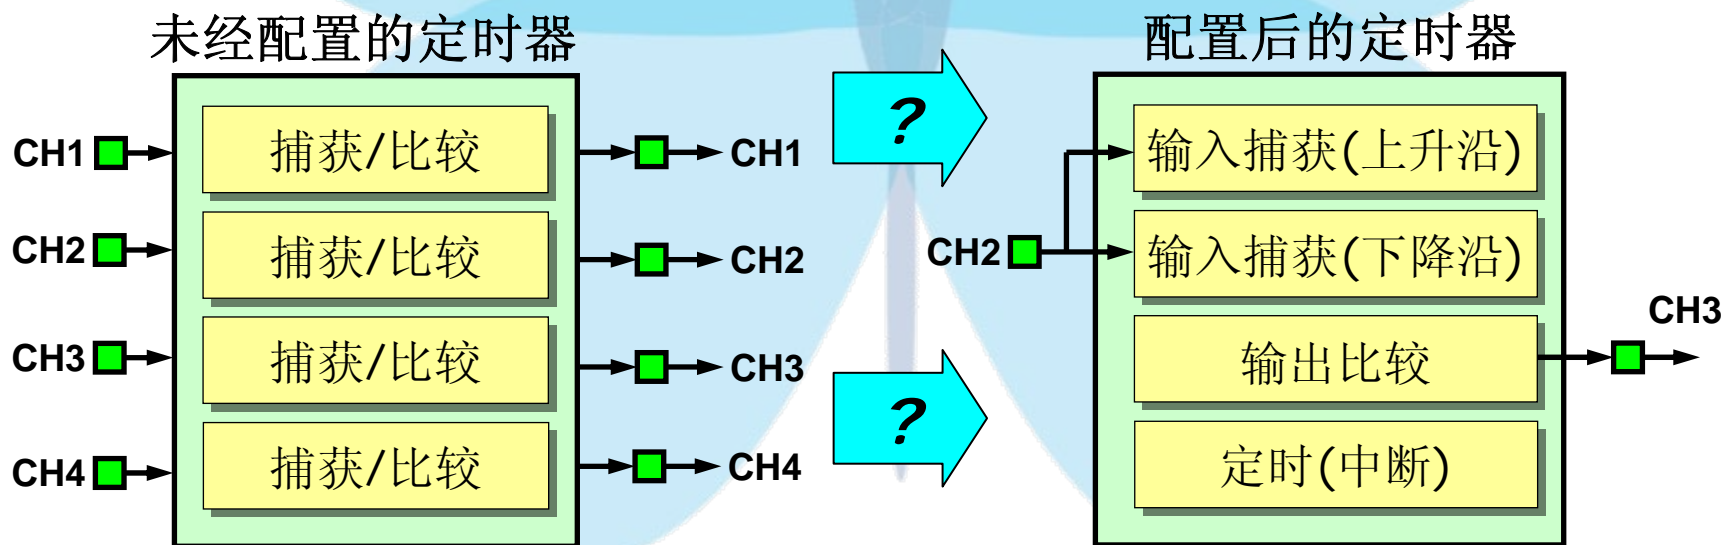 未经配置的定时器
CH1 捕获/比较 CH1
CH2 捕获/比较 CH2
CH3 捕获/比较 CH3
CH4 捕获/比较 CH4
?
?
配置后的定时器
输入捕获(上升沿)
CH2 输入捕获(下降沿)
输出比较 CH3
定时(中断)